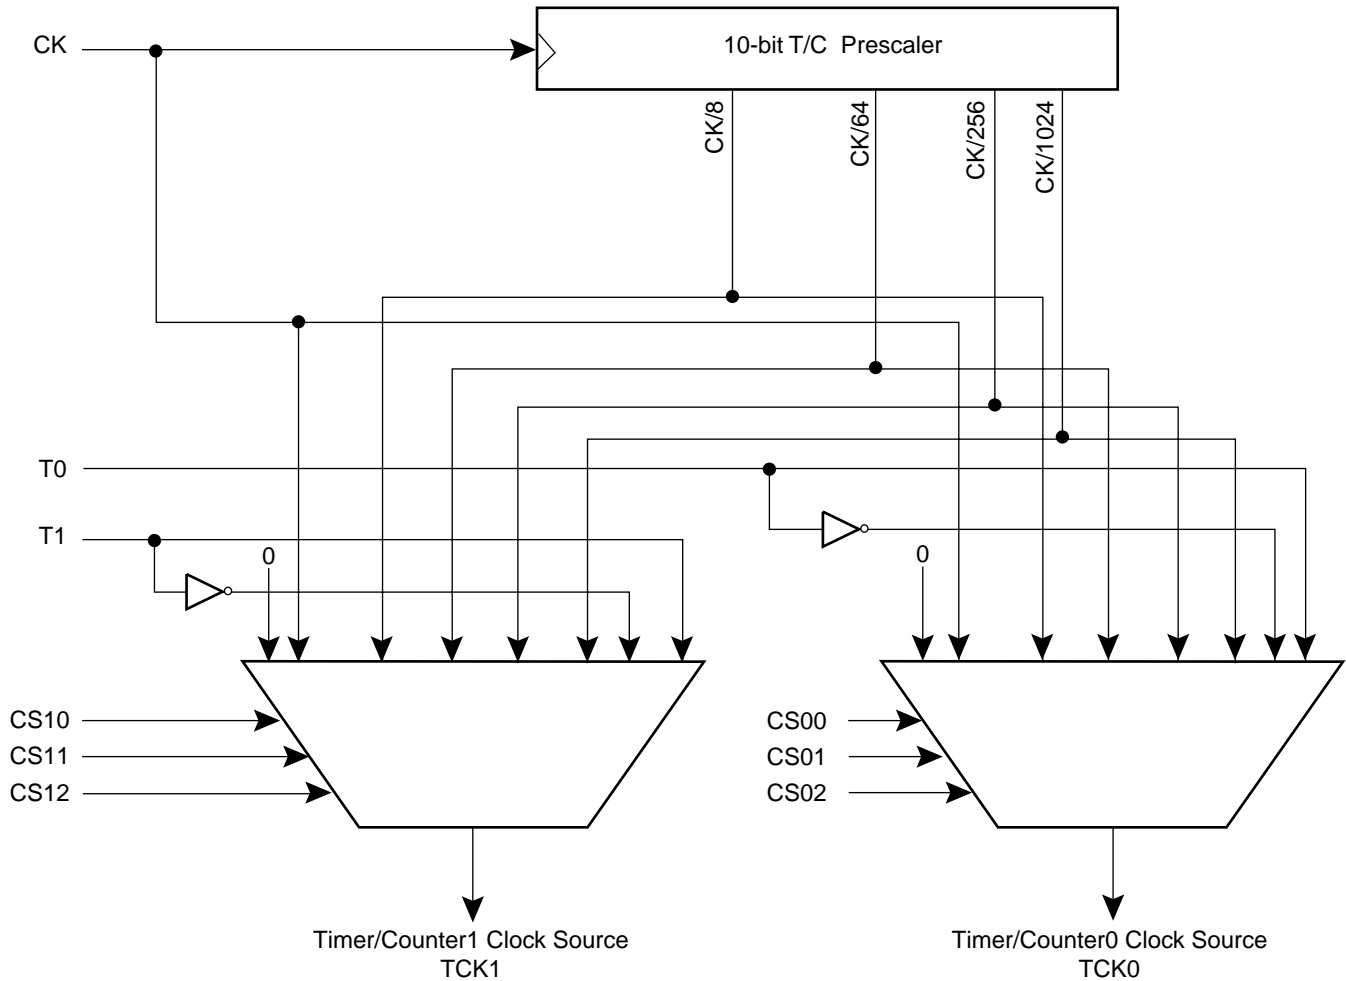 CK
10-bit T/C Prescaler
CK/8
CK/64
CK/256
CK/1024
T0
T1
0
0
CS10
CS11
CS12
CS00
CS01
CS02
Timer/Counter1 Clock Source
TCK1
Timer/Counter0 Clock Source
TCK0